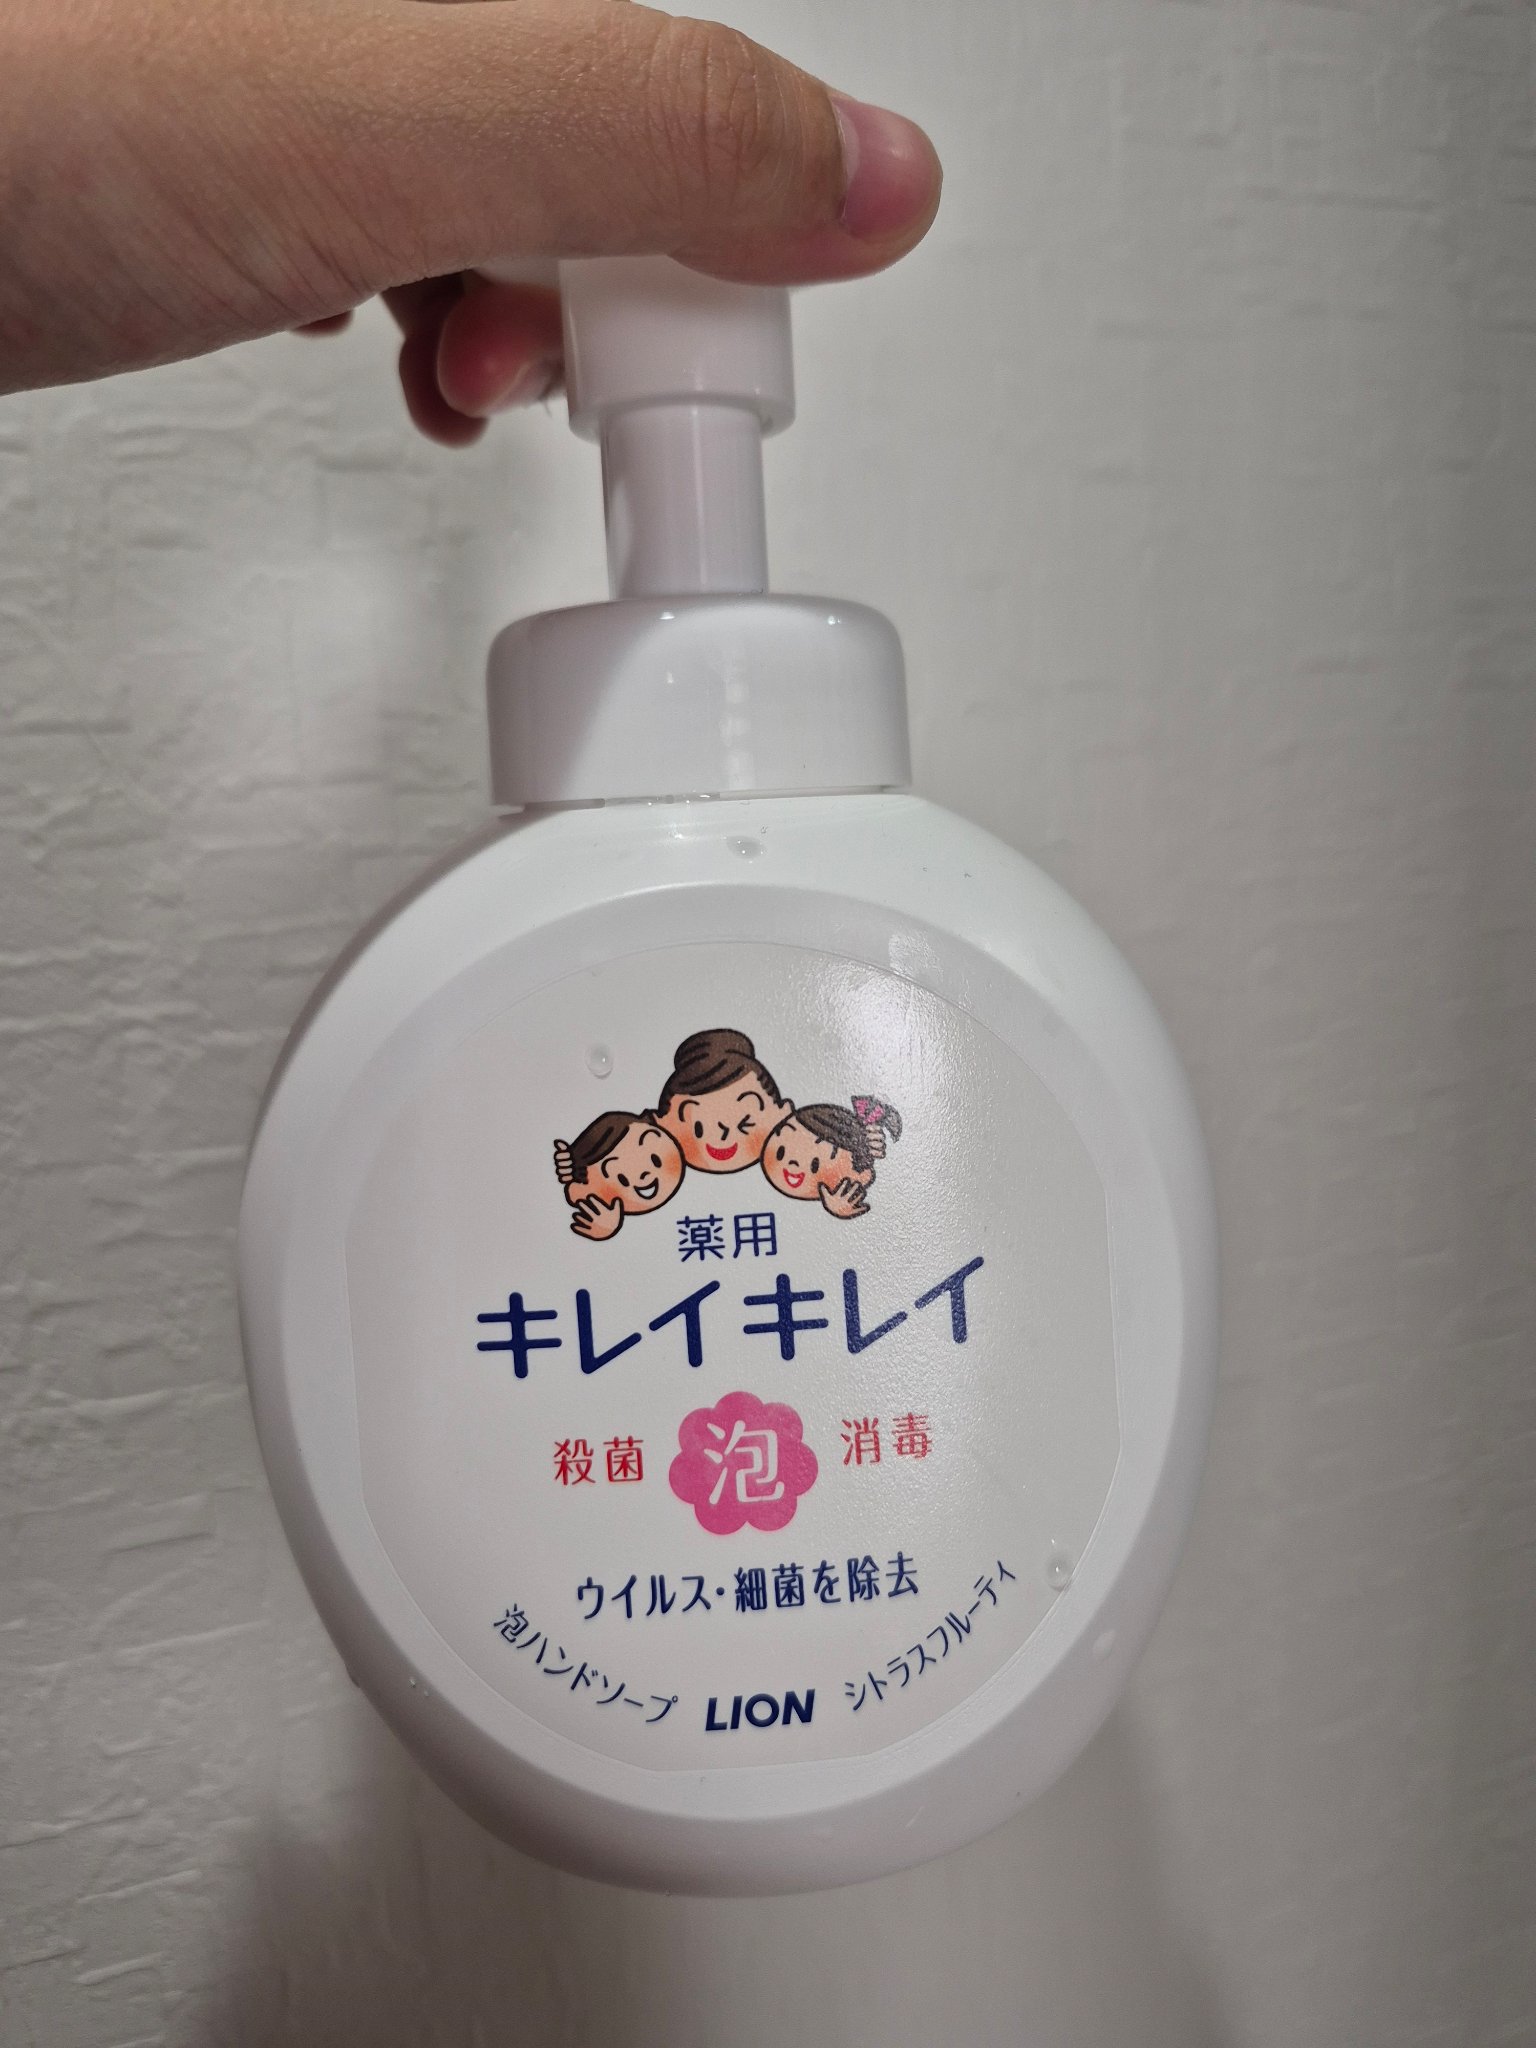 薬用
キレイキレイ
殺菌 泡 消毒
ウイルス・細菌を除去
泡ハンドソープ LION シトラスフルーティ